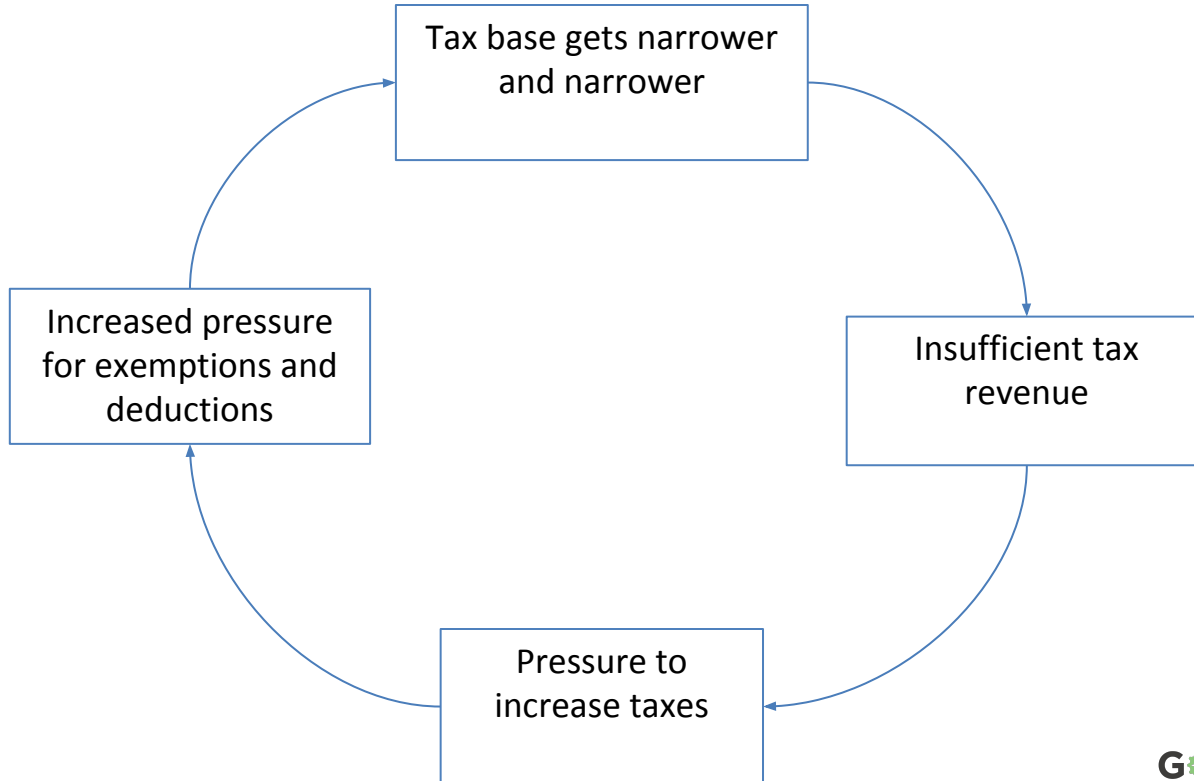 Tax base gets narrower
and narrower
Insufficient tax
revenue
Pressure to
increase taxes
Increased pressure
for exemptions and
deductions
G